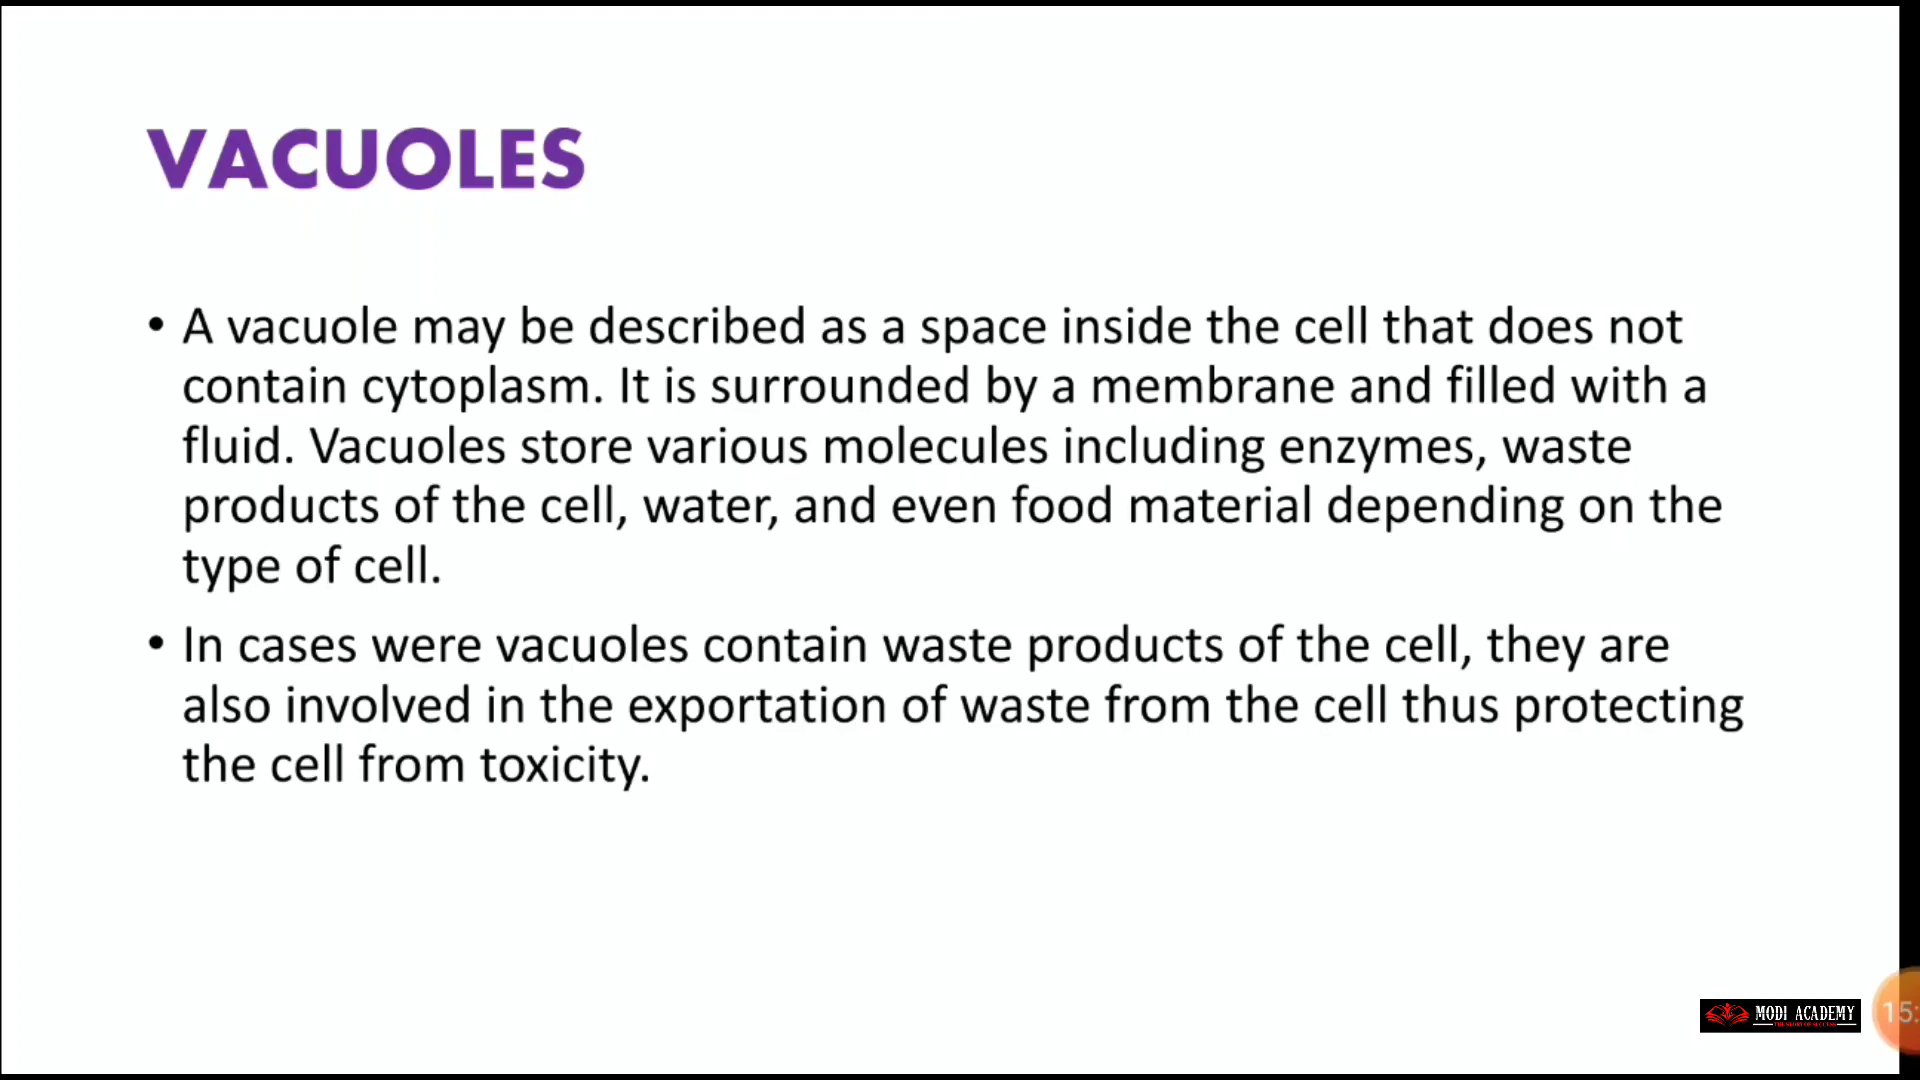 VACUOLES
• A vacuole may be described as a space inside the cell that does not
contain cytoplasm. It is surrounded by a membrane and filled with a
fluid. Vacuoles store various molecules including enzymes, waste
products of the cell, water, and even food material depending on the
type of cell.
• In cases were vacuoles contain waste products of the cell, they are
also involved in the exportation of waste from the cell thus protecting
the cell from toxicity.
MODI ACADEMY
15: